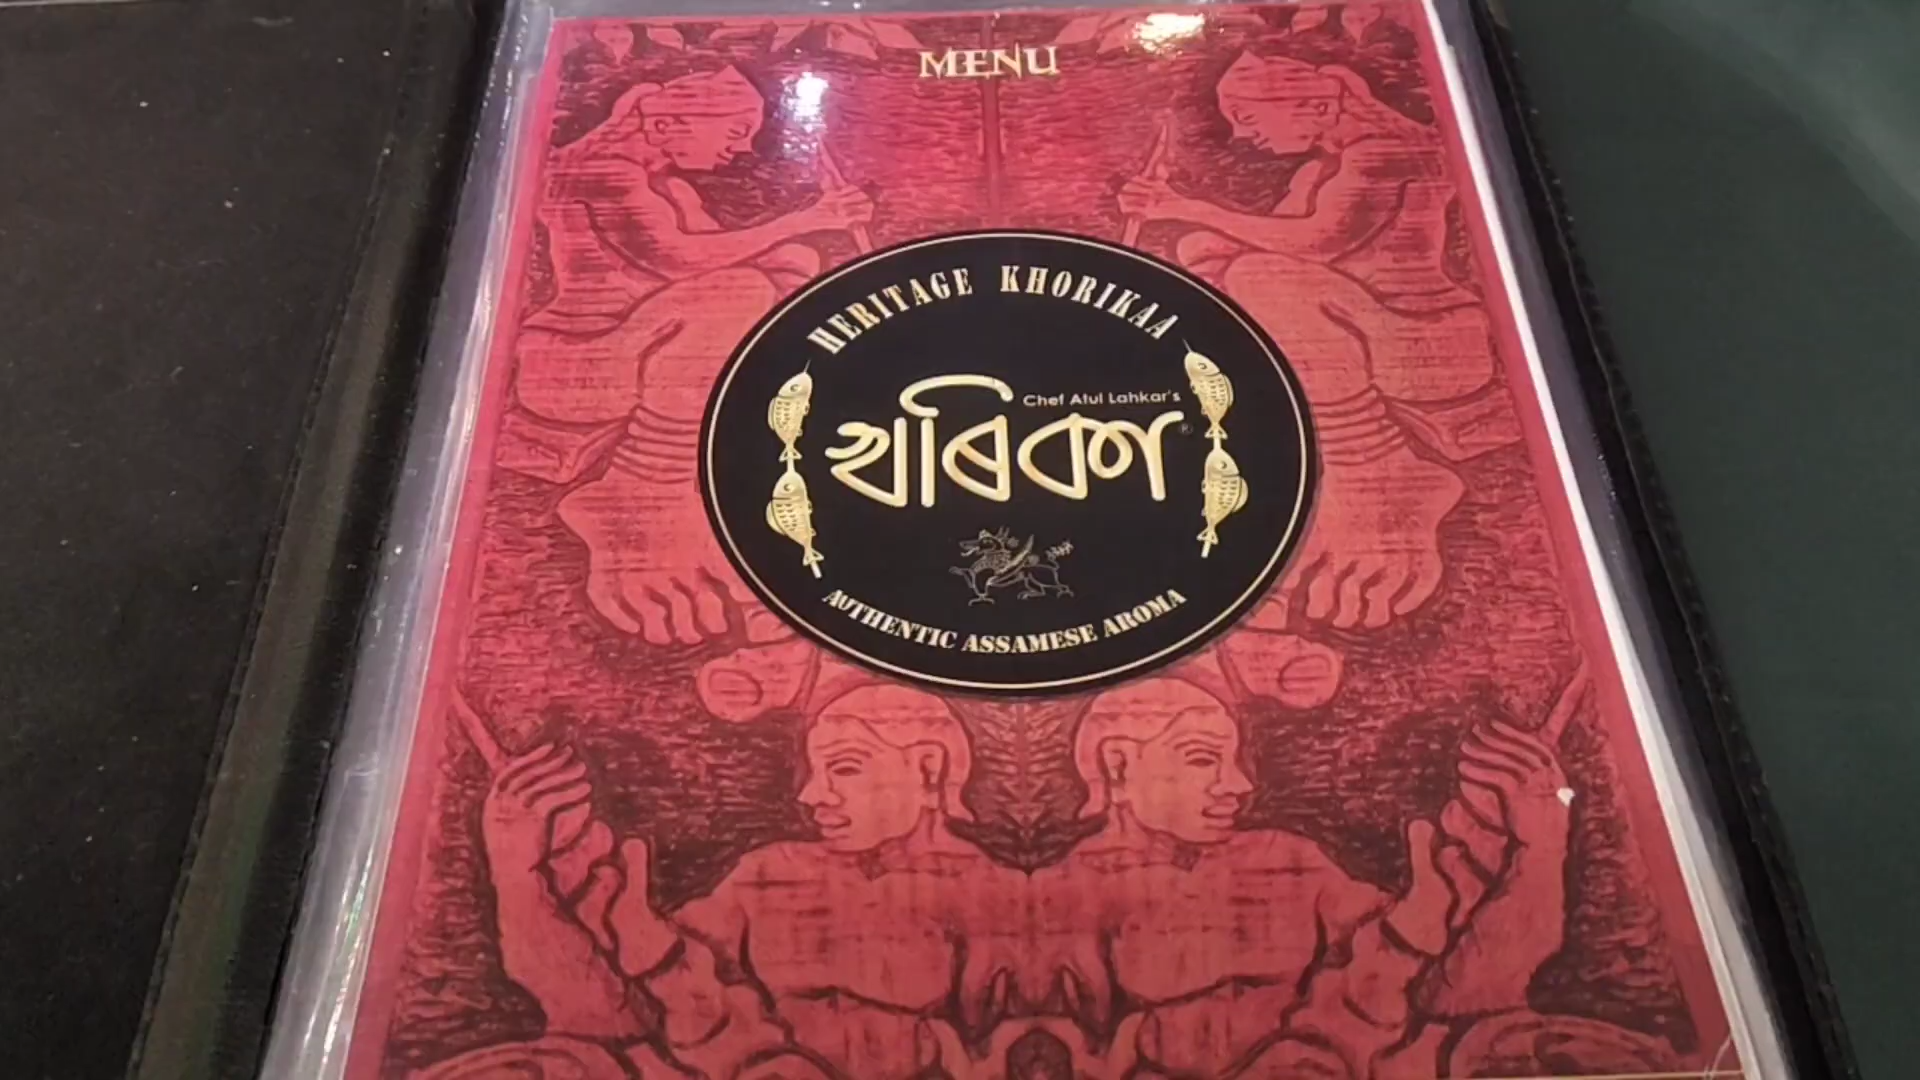 MENU
HERITAGE KHORIKAA
Chef Atul Lahkar's
খৰিকা®
AUTHENTIC ASSAMESE AROMA